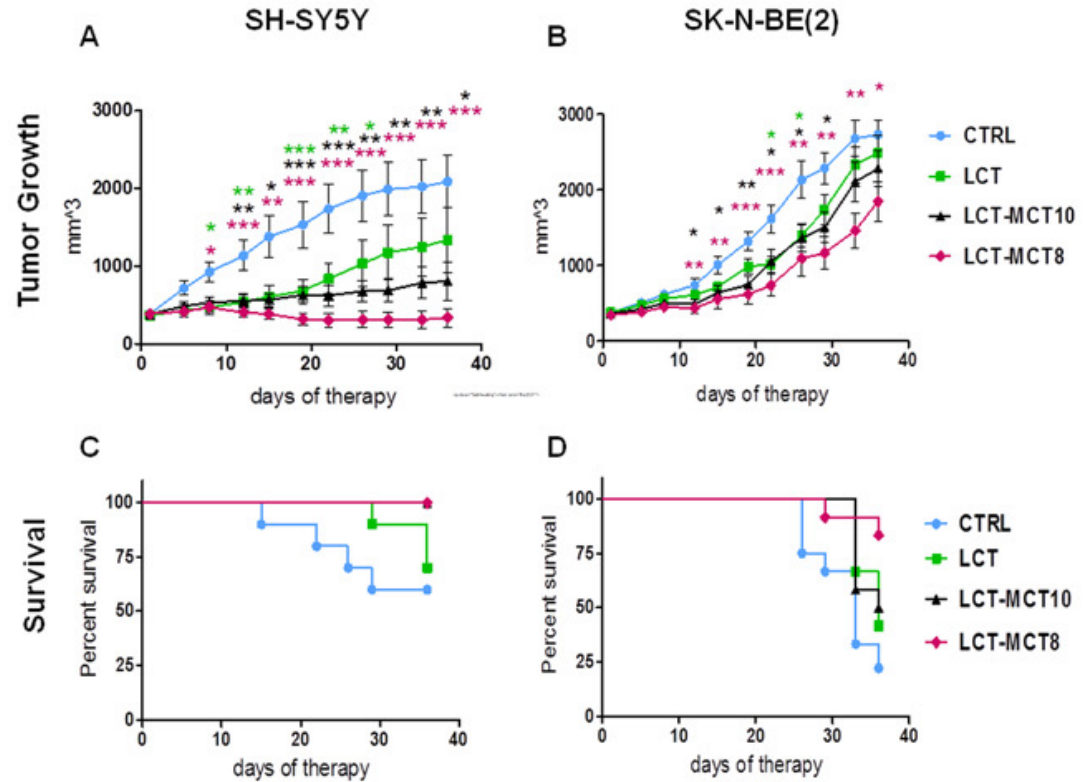 SH-SY5Y
SK-N-BE(2)
A
B
Tumor Growth
mm^3
3000
2000
1000
0
* ** *** * *** ** * ** ** *
* *** ** *** *** *** *** *** *** ***
** *** *** ** *
0 10 20 30 40
days of therapy
mm^3
3000
2000
1000
0
* * ** * * *
** ** *** *** ** ** ** *
* *
0 10 20 30 40
days of therapy
CTRL
LCT
LCT-MCT10
LCT-MCT8
C
D
Survival
Percent survival
100
75
50
25
0
0 10 20 30 40
days of therapy
Percent survival
100
75
50
25
0
0 10 20 30 40
days of therapy
CTRL
LCT
LCT-MCT10
LCT-MCT8